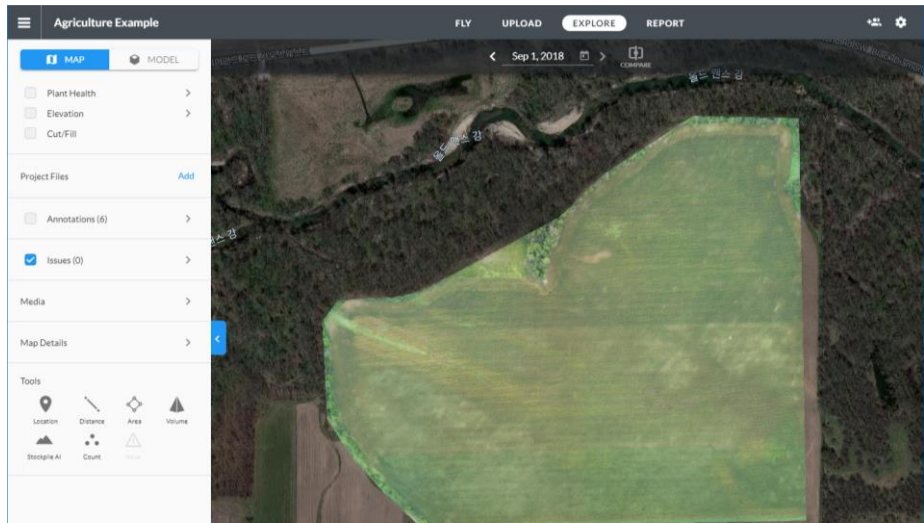 Agriculture Example
FLY UPLOAD EXPLORE REPORT
MAP MODEL
Sep 1, 2018
COMPARE
Plant Health
Elevation
Cut/Fill
Project Files Add
Annotations (6)
Issues (0)
Media
Map Details
Tools
Location Distance Area Volume
Stockpile AI Count